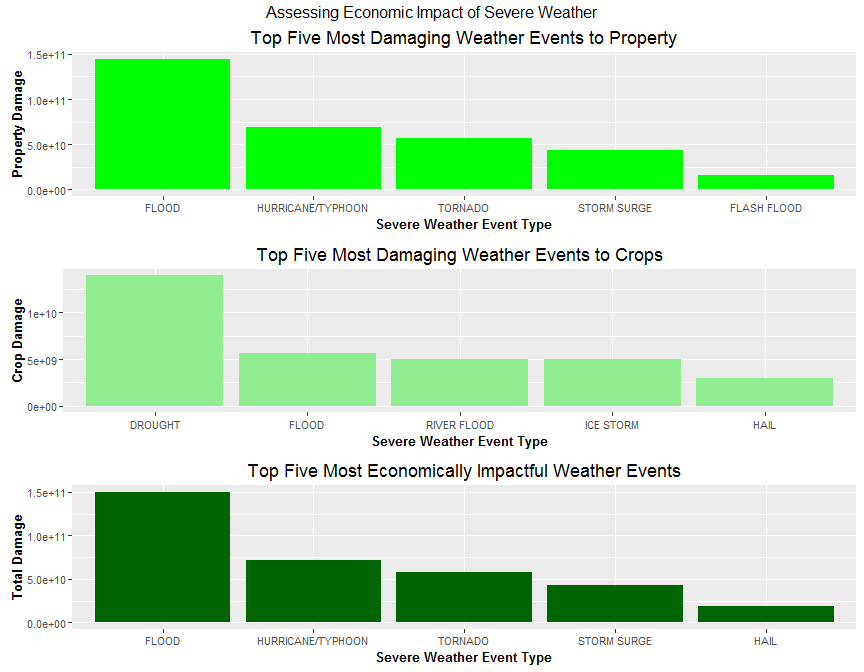 Assessing Economic Impact of Severe Weather
Top Five Most Damaging Weather Events to Property
Property Damage
1.5e+11
1.0e+11
5.0e+10
0.0e+00
FLOOD HURRICANE/TYPHOON TORNADO STORM SURGE FLASH FLOOD
Severe Weather Event Type
Top Five Most Damaging Weather Events to Crops
Crop Damage
1e+10
5e+09
0e+00
DROUGHT FLOOD RIVER FLOOD ICE STORM HAIL
Severe Weather Event Type
Top Five Most Economically Impactful Weather Events
Total Damage
1.5e+11
1.0e+11
5.0e+10
0.0e+00
FLOOD HURRICANE/TYPHOON TORNADO STORM SURGE HAIL
Severe Weather Event Type